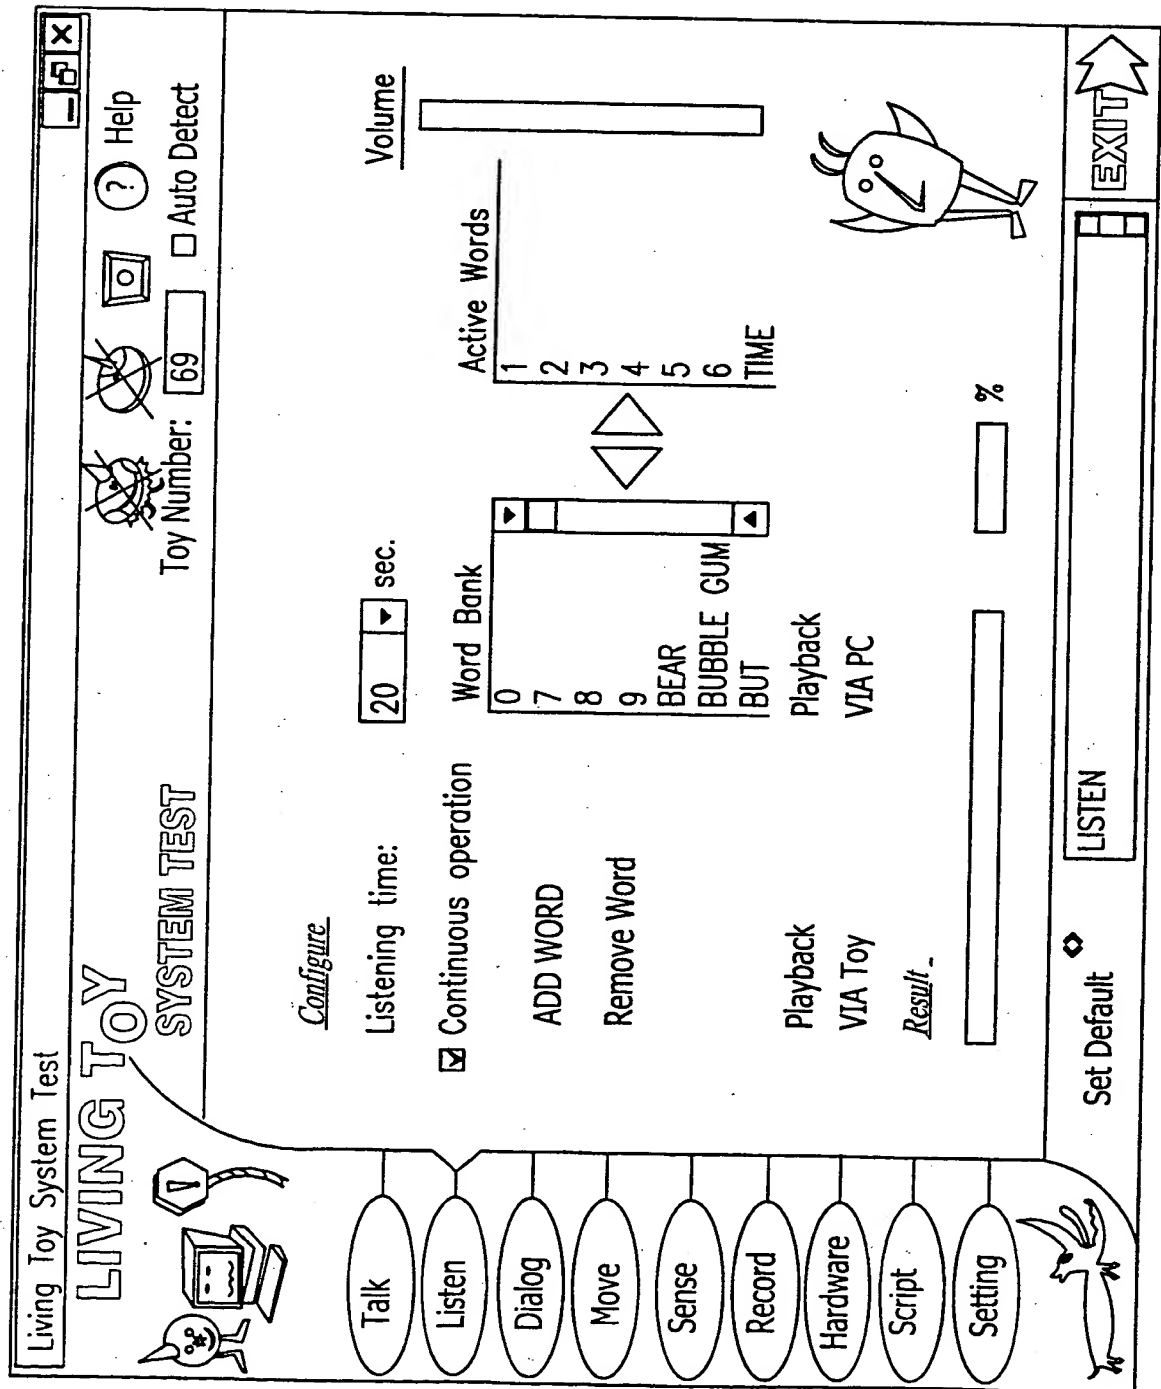 Living Toy System Test
LIVING TOY
SYSTEM TEST
? Help
Toy Number: 69
Auto Detect
Talk
Listen
Dialog
Move
Sense
Record
Hardware
Script
Setting
Configure
Listening time: 20 sec.
Continuous operation
ADD WORD
Remove Word
Word Bank
0
7
8
9
BEAR
BUBBLE GUM
BUT
Active Words
1
2
3
4
5
6
TIME
Volume
Playback
VIA Toy
Playback
VIA PC
Result
%
Set Default
LISTEN
EXIT